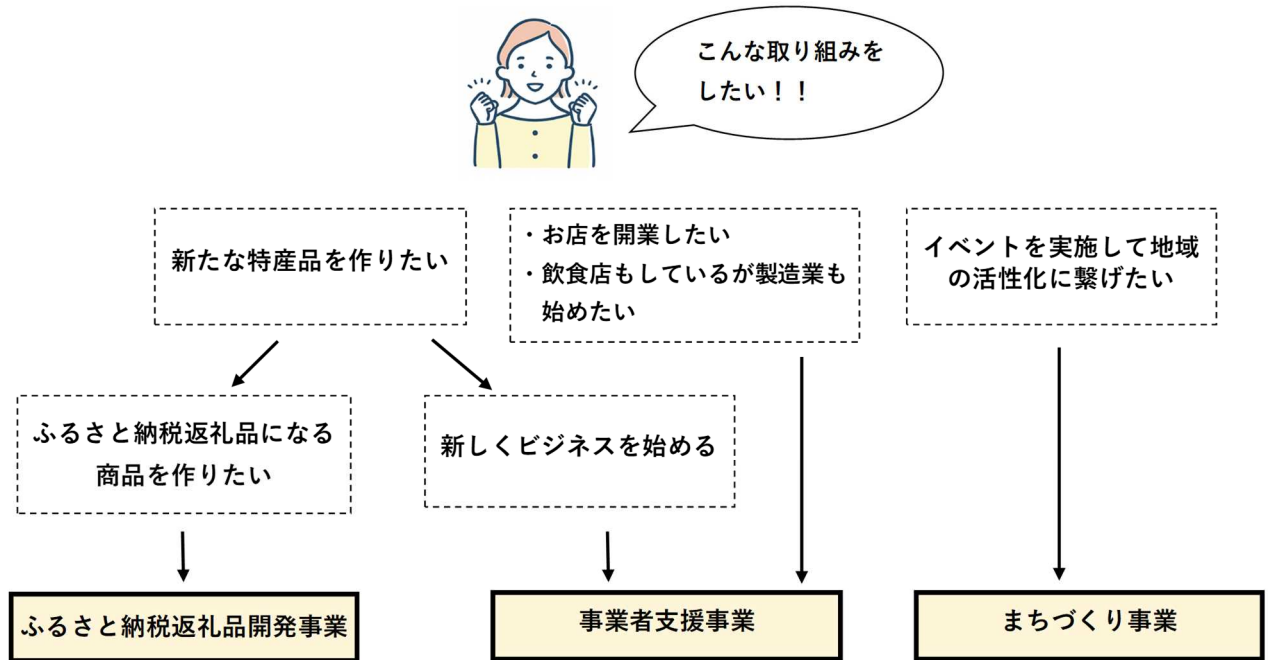 こんな取り組みを
したい！！
新たな特産品を作りたい
・お店を開業したい
・飲食店もしているが製造業も
始めたい
イベントを実施して地域
の活性化に繋げたい
ふるさと納税返礼品になる
商品を作りたい
新しくビジネスを始める
ふるさと納税返礼品開発事業
事業者支援事業
まちづくり事業